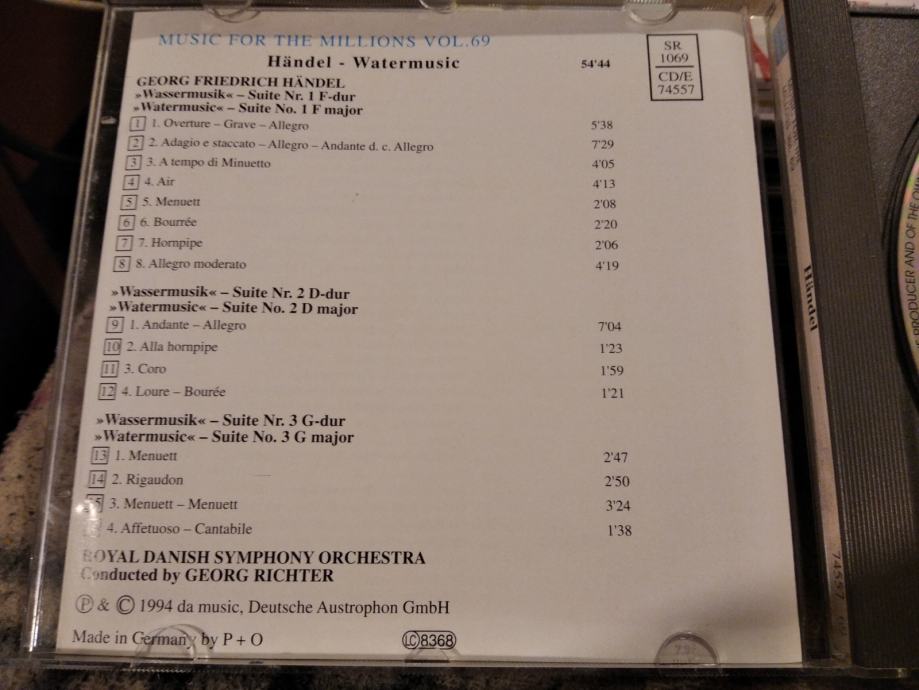 MUSIC FOR THE MILLIONS VOL.69
Händel - Watermusic 54'44
SR
1069
CD/E
74557
GEORG FRIEDRICH HÄNDEL
»Wassermusik« – Suite Nr. 1 F-dur
»Watermusic« – Suite No. 1 F major
1 1. Overture – Grave – Allegro 5'38
2 2. Adagio e staccato – Allegro – Andante d. c. Allegro 7'29
3 3. A tempo di Minuetto 4'05
4 4. Air 4'13
5 5. Menuett 2'08
6 6. Bourrée 2'20
7 7. Hornpipe 2'06
8 8. Allegro moderato 4'19
»Wassermusik« – Suite Nr. 2 D-dur
»Watermusic« – Suite No. 2 D major
9 1. Andante – Allegro 7'04
10 2. Alla hornpipe 1'23
11 3. Coro 1'59
12 4. Loure – Bourée 1'21
»Wassermusik« – Suite Nr. 3 G-dur
»Watermusic« – Suite No. 3 G major
13 1. Menuett 2'47
14 2. Rigaudon 2'50
15 3. Menuett – Menuett 3'24
4. Affetuoso – Cantabile 1'38
ROYAL DANISH SYMPHONY ORCHESTRA
Conducted by GEORG RICHTER
Ⓟ & © 1994 da music, Deutsche Austrophon GmbH
Made in Germany by P + O
LC 8368
Händel
74557
PRODUCER AND OF THE